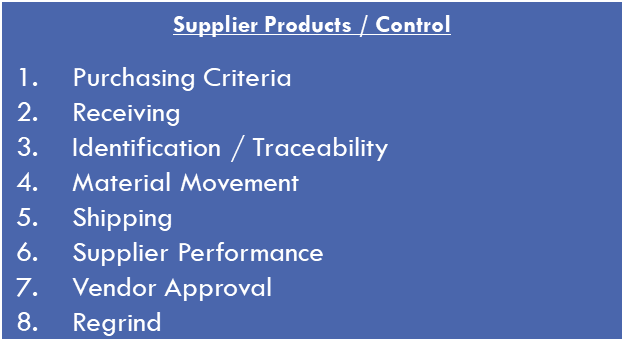 Supplier Products / Control
1. Purchasing Criteria
2. Receiving
3. Identification / Traceability
4. Material Movement
5. Shipping
6. Supplier Performance
7. Vendor Approval
8. Regrind